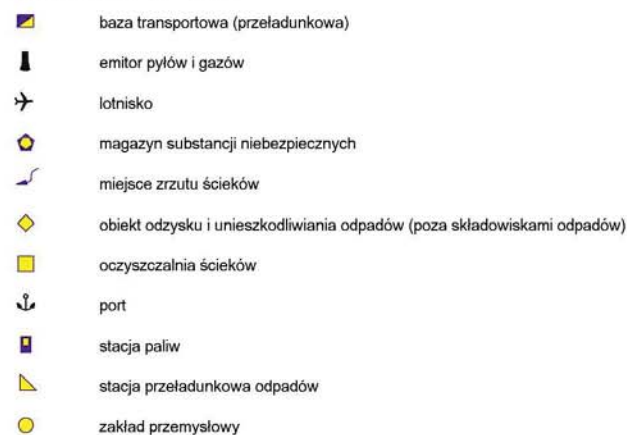 baza transportowa (przeładunkowa)
emitor pyłów i gazów
lotnisko
magazyn substancji niebezpiecznych
miejsce zrzutu ścieków
obiekt odzysku i unieszkodliwiania odpadów (poza składowiskami odpadów)
oczyszczalnia ścieków
port
stacja paliw
stacja przeładunkowa odpadów
zakład przemysłowy